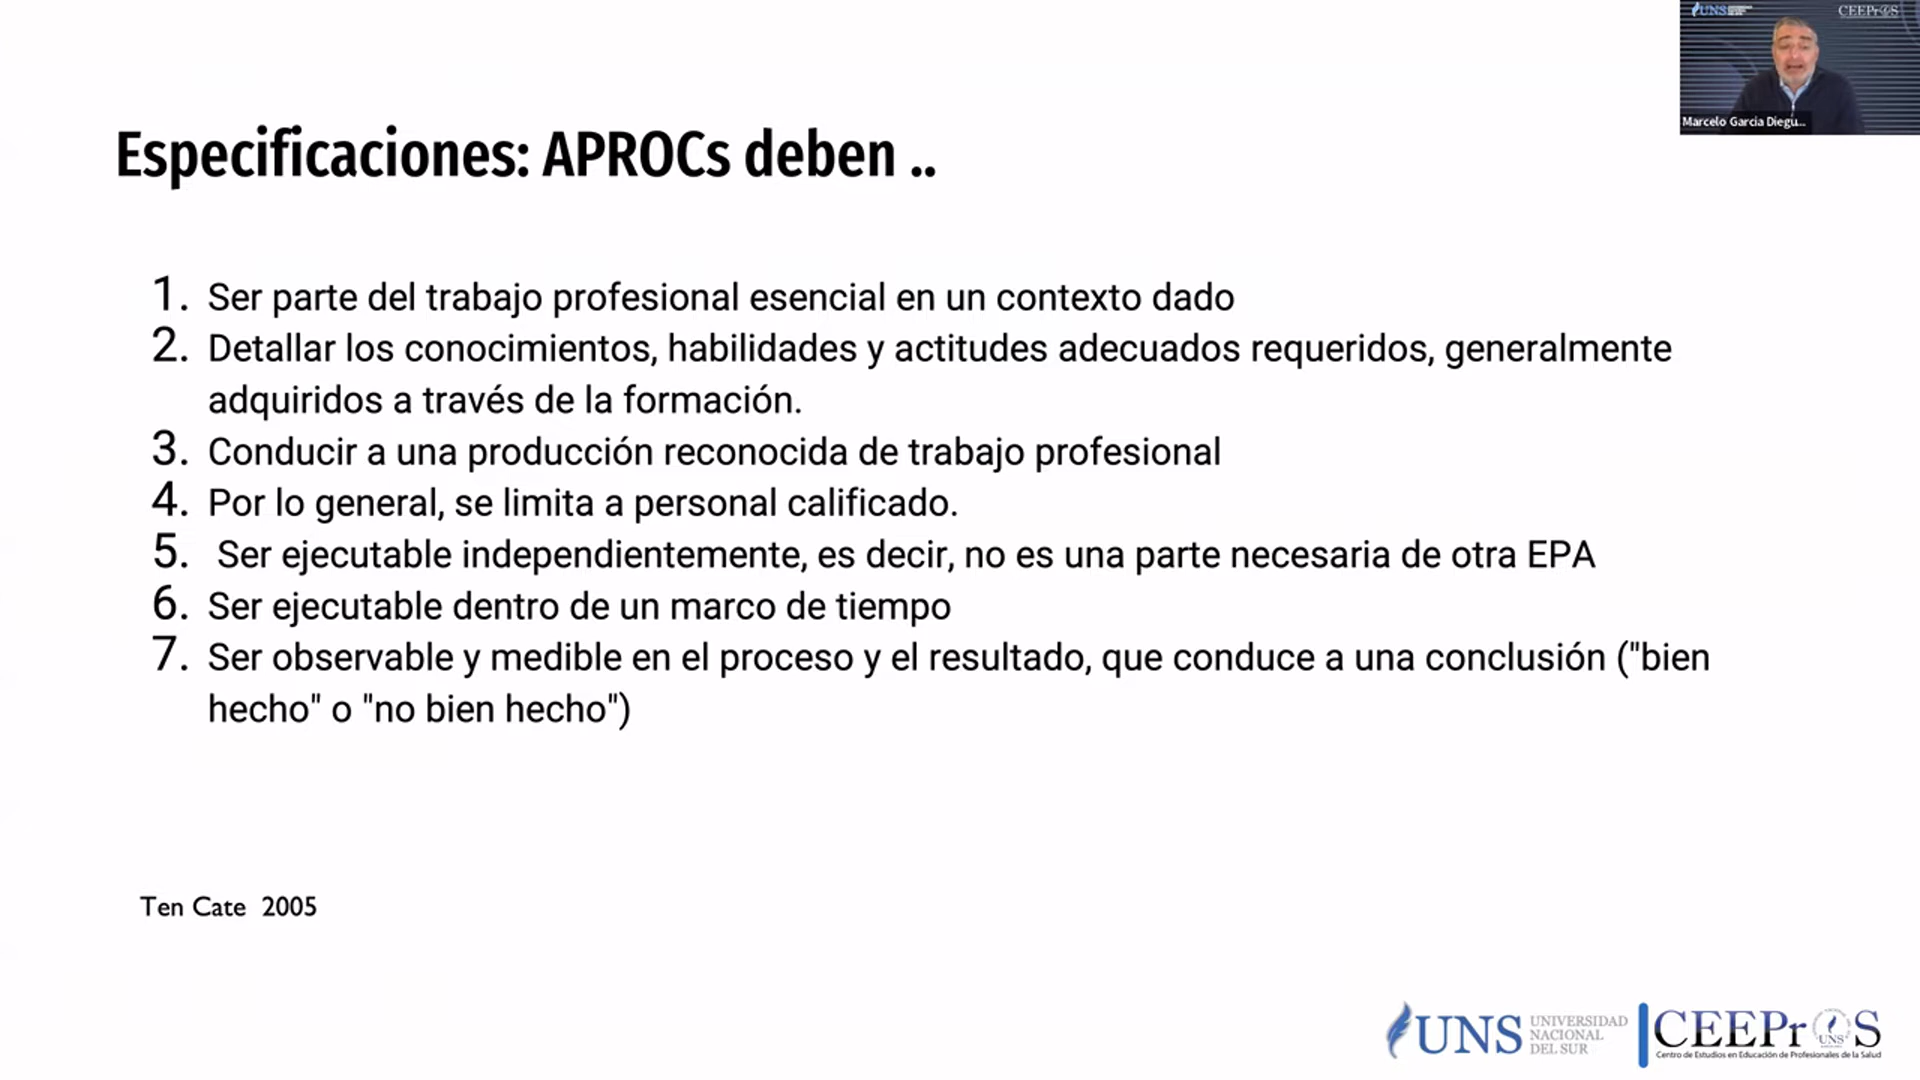 UNS
CEEPr@S
Marcelo García Diegu...
Especificaciones: APROCs deben ..
1. Ser parte del trabajo profesional esencial en un contexto dado
2. Detallar los conocimientos, habilidades y actitudes adecuados requeridos, generalmente
adquiridos a través de la formación.
3. Conducir a una producción reconocida de trabajo profesional
4. Por lo general, se limita a personal calificado.
5. Ser ejecutable independientemente, es decir, no es una parte necesaria de otra EPA
6. Ser ejecutable dentro de un marco de tiempo
7. Ser observable y medible en el proceso y el resultado, que conduce a una conclusión ("bien
hecho" o "no bien hecho")
Ten Cate 2005
UNS
UNIVERSIDAD
NACIONAL
DEL SUR
CEEPr S
UNS
Centro de Estudios en Educación de Profesionales de la Salud